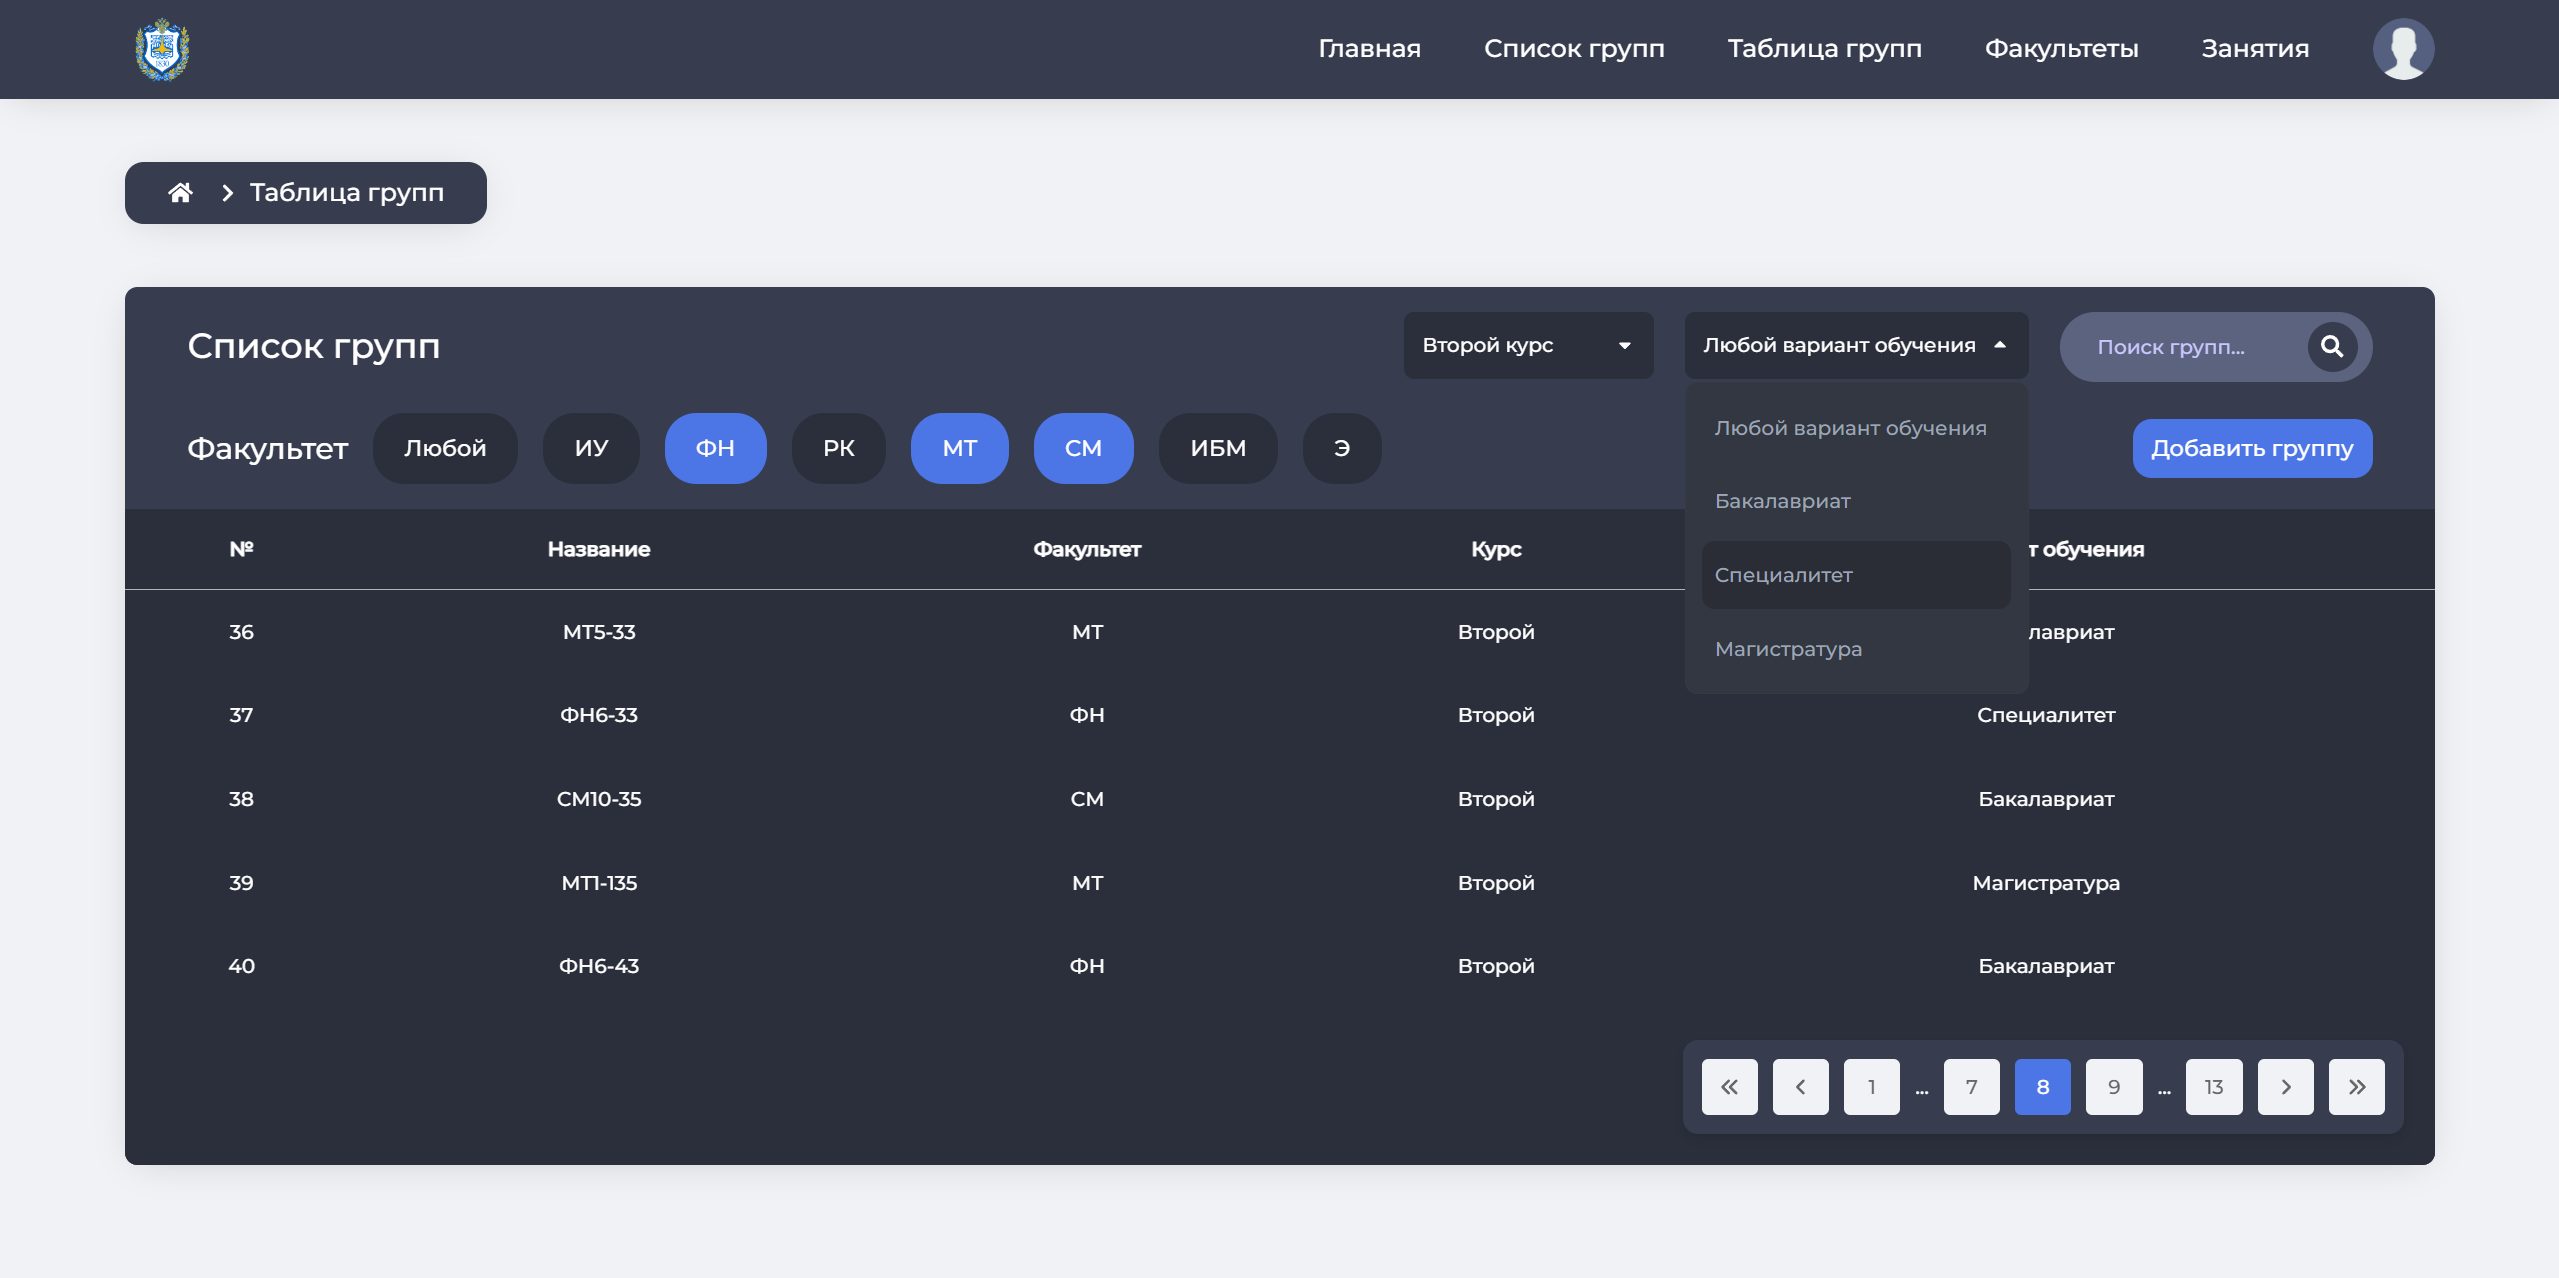 Главная Список групп Таблица групп Факультеты Занятия
Таблица групп
Список групп Второй курс Любой вариант обучения Поиск групп...
Любой вариант обучения
Бакалавриат
Специалитет
Магистратура
Факультет Любой ИУ ФН РК МТ СМ ИБМ Э Добавить группу
№ Название Факультет Курс т обучения
36 МТ5-33 МТ Второй лавриат
37 ФН6-33 ФН Второй Специалитет
38 СМ10-35 СМ Второй Бакалавриат
39 МТ1-135 МТ Второй Магистратура
40 ФН6-43 ФН Второй Бакалавриат
« ‹ 1 ... 7 8 9 ... 13 › »